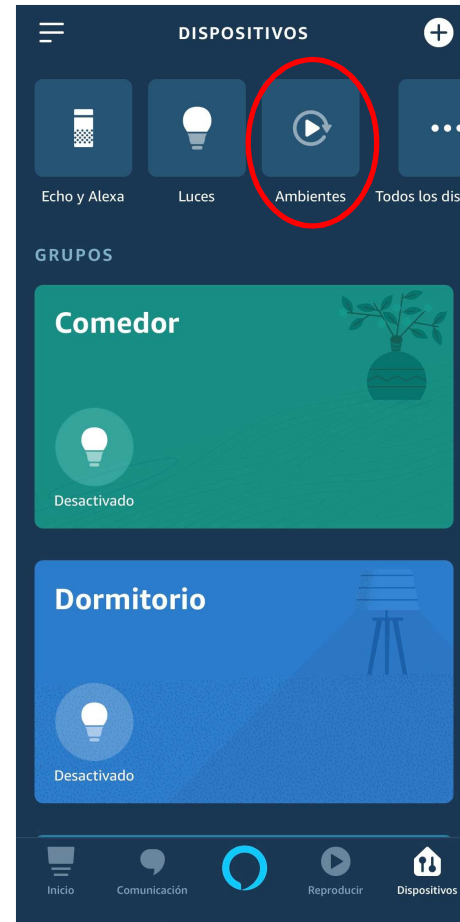 DISPOSITIVOS
Echo y Alexa
Luces
Ambientes
Todos los dis
GRUPOS
Comedor
Desactivado
Dormitorio
Desactivado
Inicio
Comunicación
Reproducir
Dispositivos